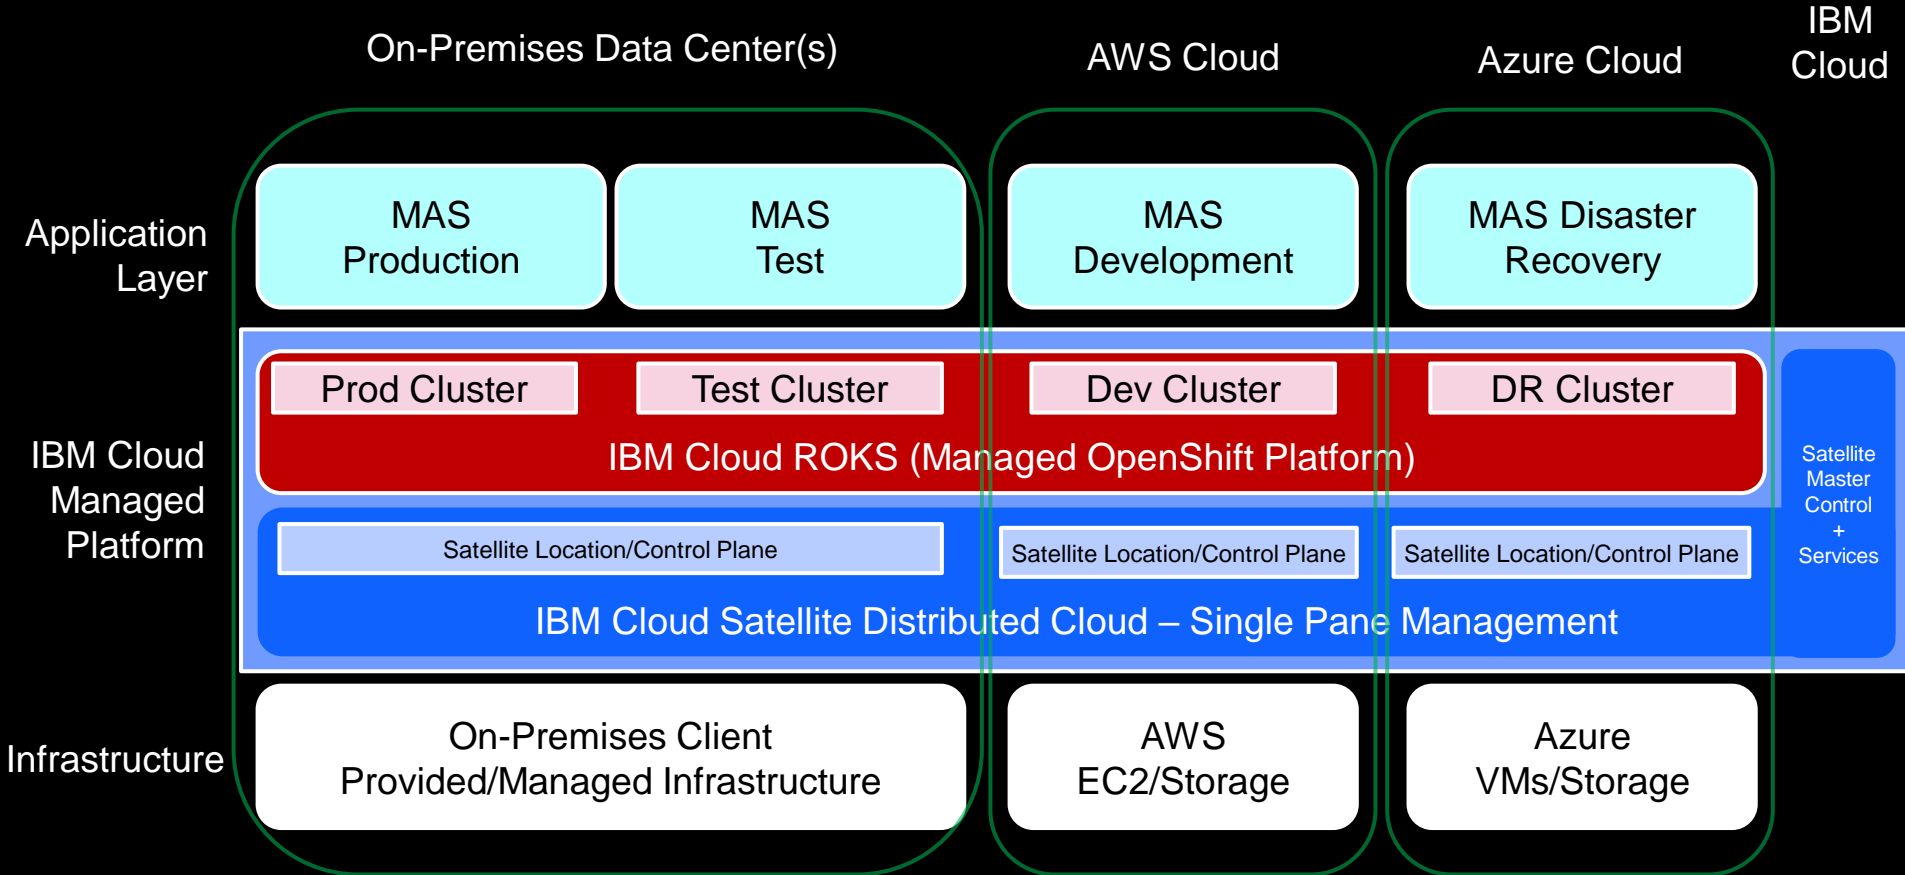 On-Premises Data Center(s)
AWS Cloud
Azure Cloud
IBM
Cloud
Application
Layer
MAS
Production
MAS
Test
MAS
Development
MAS Disaster
Recovery
IBM Cloud
Managed
Platform
Prod Cluster
Test Cluster
Dev Cluster
DR Cluster
IBM Cloud ROKS (Managed OpenShift Platform)
Satellite Location/Control Plane
Satellite Location/Control Plane
Satellite Location/Control Plane
IBM Cloud Satellite Distributed Cloud – Single Pane Management
Satellite
Master
Control
+
Services
Infrastructure
On-Premises Client
Provided/Managed Infrastructure
AWS
EC2/Storage
Azure
VMs/Storage